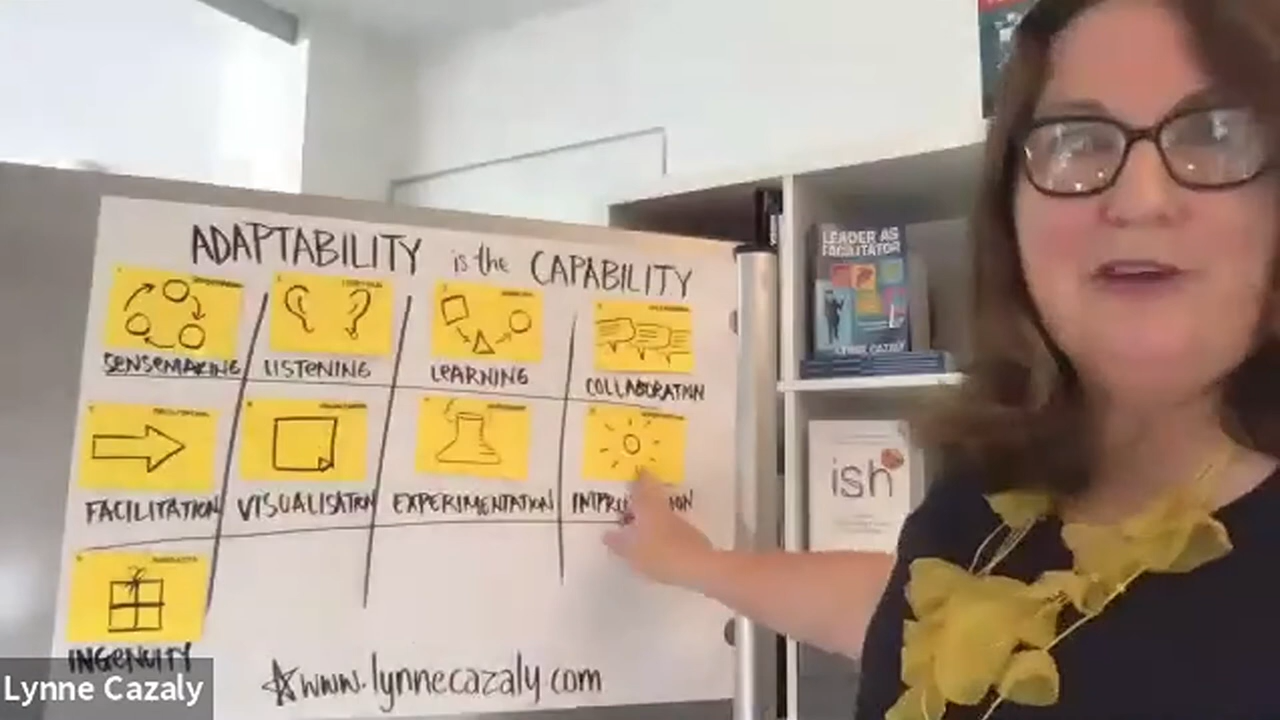 ADAPTABILITY is the CAPABILITY
SENSEMAKING LISTENING LEARNING COLLABORATION
FACILITATION VISUALISATION EXPERIMENTATION
INGENUITY
www.lynnecazaly.com
LEADER AS
FACILITATOR
LYNNE CAZALY
ish
Lynne Cazaly